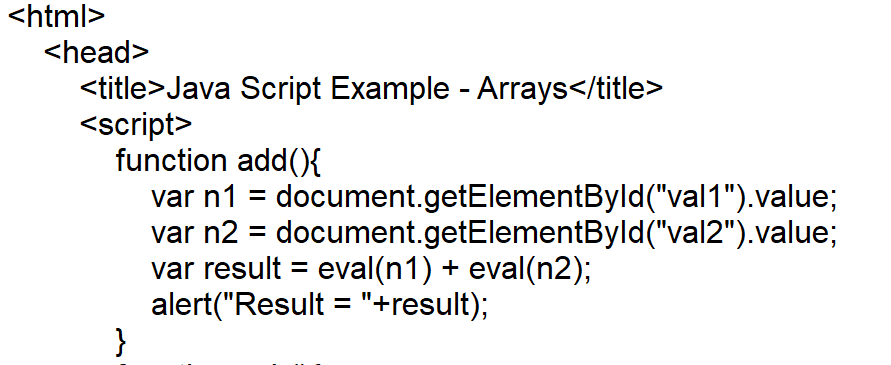 <html>
<head>
<title>Java Script Example - Arrays</title>
<script>
function add(){
var n1 = document.getElementById("val1").value;
var n2 = document.getElementById("val2").value;
var result = eval(n1) + eval(n2);
alert("Result = "+result);
}